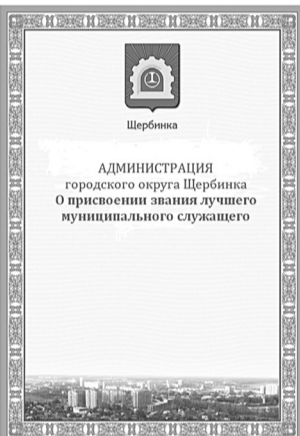 Щербинка
АДМИНИСТРАЦИЯ
городского округа Щербинка
О присвоении звания лучшего
муниципального служащего